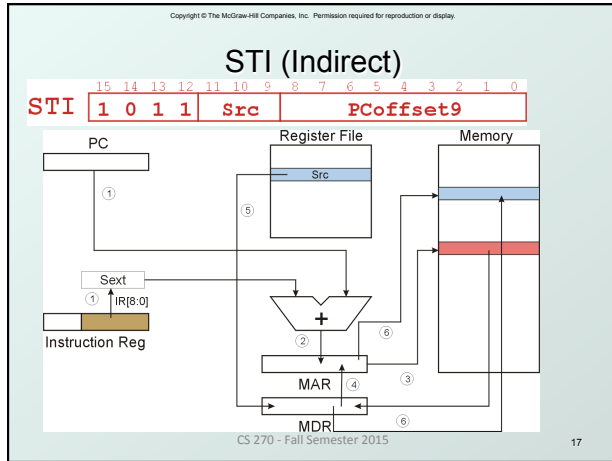 Copyright © The McGraw-Hill Companies, Inc. Permission required for reproduction or display.
STI (Indirect)
15 14 13 12 11 10 9 8 7 6 5 4 3 2 1 0
STI 1 0 1 1 Src PCoffset9
PC Register File Memory
Src
1
5
Sext
1 IR[8:0]
+
6
Instruction Reg
2
3
MAR 4
MDR 6
CS 270 - Fall Semester 2015
17